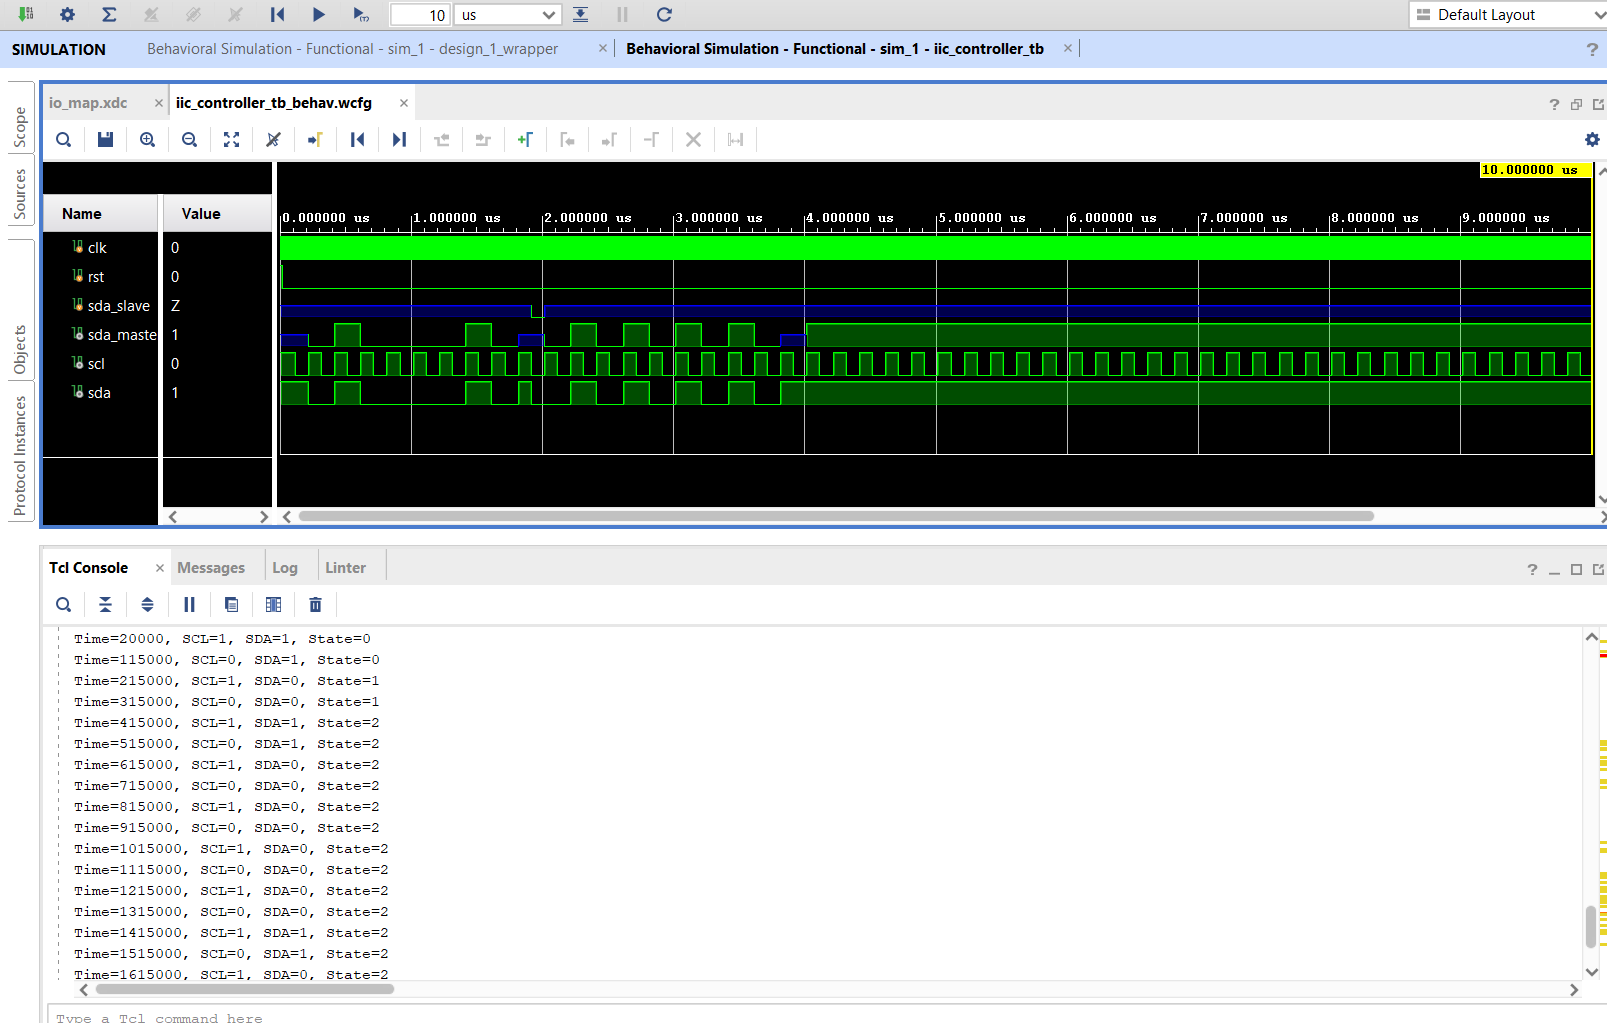 10 us Default Layout
SIMULATION Behavioral Simulation - Functional - sim_1 - design_1_wrapper × Behavioral Simulation - Functional - sim_1 - iic_controller_tb × ?
Scope
Sources
Objects
Protocol Instances
io_map.xdc × iic_controller_tb_behav.wcfg × ?
10.000000 us
Name Value
0.000000 us 1.000000 us 2.000000 us 3.000000 us 4.000000 us 5.000000 us 6.000000 us 7.000000 us 8.000000 us 9.000000 us
clk 0
rst 0
sda_slave Z
sda_maste 1
scl 0
sda 1
Tcl Console × Messages Log Linter ?
Time=20000, SCL=1, SDA=1, State=0
Time=115000, SCL=0, SDA=1, State=0
Time=215000, SCL=1, SDA=0, State=1
Time=315000, SCL=0, SDA=0, State=1
Time=415000, SCL=1, SDA=1, State=2
Time=515000, SCL=0, SDA=1, State=2
Time=615000, SCL=1, SDA=0, State=2
Time=715000, SCL=0, SDA=0, State=2
Time=815000, SCL=1, SDA=0, State=2
Time=915000, SCL=0, SDA=0, State=2
Time=1015000, SCL=1, SDA=0, State=2
Time=1115000, SCL=0, SDA=0, State=2
Time=1215000, SCL=1, SDA=0, State=2
Time=1315000, SCL=0, SDA=0, State=2
Time=1415000, SCL=1, SDA=1, State=2
Time=1515000, SCL=0, SDA=1, State=2
Time=1615000, SCL=1, SDA=0, State=2
Type a Tcl command here